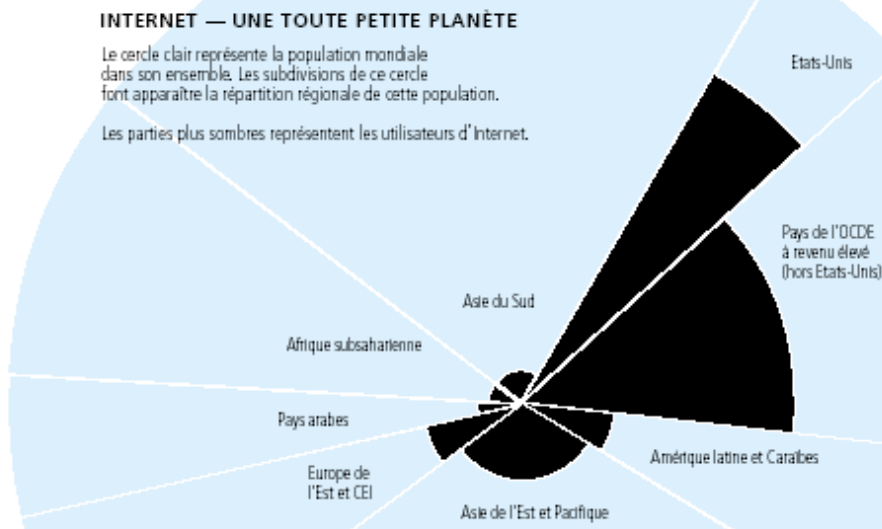 INTERNET — UNE TOUTE PETITE PLANÈTE
Le cercle clair représente la population mondiale
dans son ensemble. Les subdivisions de ce cercle
font apparaître la répartition régionale de cette population.
Les parties plus sombres représentent les utilisateurs d'Internet.
Etats-Unis
Pays de l'OCDE
à revenu élevé
(hors Etats-Unis)
Asie du Sud
Afrique subsaharienne
Pays arabes
Europe de
l'Est et CEI
Amérique latine et Caraïbes
Asie de l'Est et Pacifique